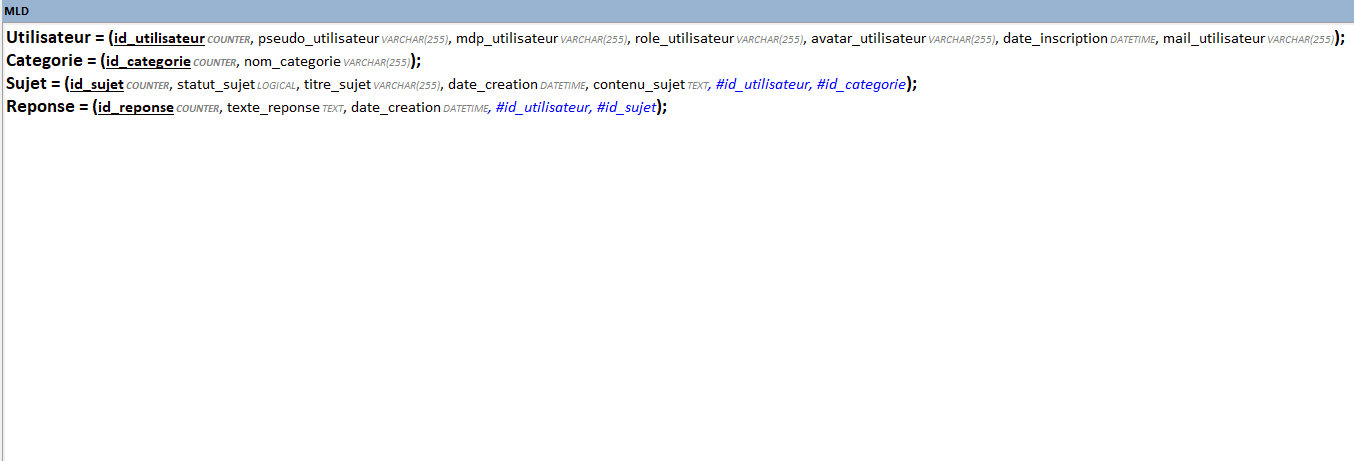 MLD
Utilisateur = (id_utilisateur COUNTER, pseudo_utilisateur VARCHAR(255), mdp_utilisateur VARCHAR(255), role_utilisateur VARCHAR(255), avatar_utilisateur VARCHAR(255), date_inscription DATETIME, mail_utilisateur VARCHAR(255));
Categorie = (id_categorie COUNTER, nom_categorie VARCHAR(255));
Sujet = (id_sujet COUNTER, statut_sujet LOGICAL, titre_sujet VARCHAR(255), date_creation DATETIME, contenu_sujet TEXT, #id_utilisateur, #id_categorie);
Reponse = (id_reponse COUNTER, texte_reponse TEXT, date_creation DATETIME, #id_utilisateur, #id_sujet);